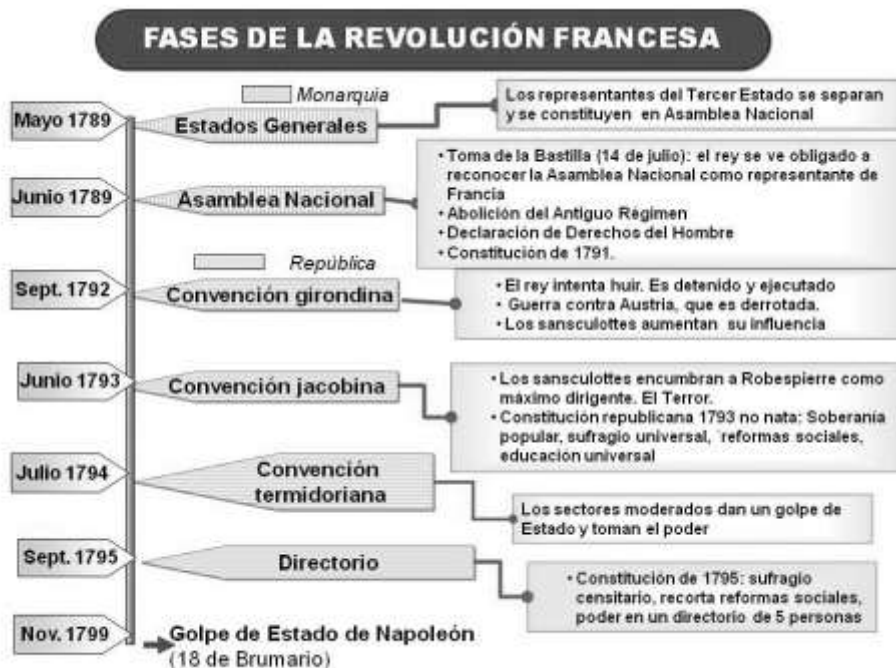 FASES DE LA REVOLUCIÓN FRANCESA
Monarquia
Mayo 1789
Estados Generales
Los representantes del Tercer Estado se separan
y se constituyen en Asamblea Nacional
Junio 1789
Asamblea Nacional
• Toma de la Bastilla (14 de julio): el rey se ve obligado a
reconocer la Asamblea Nacional como representante de
Francia
• Abolición del Antiguo Régimen
• Declaración de Derechos del Hombre
• Constitución de 1791.
República
Sept. 1792
Convención girondina
• El rey intenta huir. Es detenido y ejecutado
• Guerra contra Austria, que es derrotada.
• Los sansculottes aumentan su influencia
Junio 1793
Convención jacobina
• Los sansculottes encumbran a Robespierre como
máximo dirigente. El Terror.
• Constitución republicana 1793 no nata: Soberanía
popular, sufragio universal, reformas sociales,
educación universal
Julio 1794
Convención
termidoriana
Los sectores moderados dan un golpe de
Estado y toman el poder
Sept. 1795
Directorio
• Constitución de 1795: sufragio
censitario, recorta reformas sociales,
poder en un directorio de 5 personas
Nov. 1799
Golpe de Estado de Napoleón
(18 de Brumario)